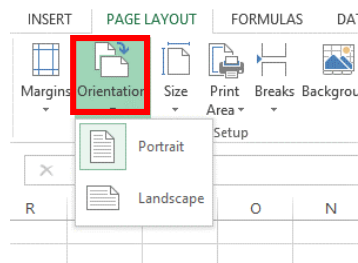 INSERT PAGE LAYOUT FORMULAS DA
Margins Orientation Size Print Area Breaks Backgrou
Setup
Portrait
Landscape
R O N